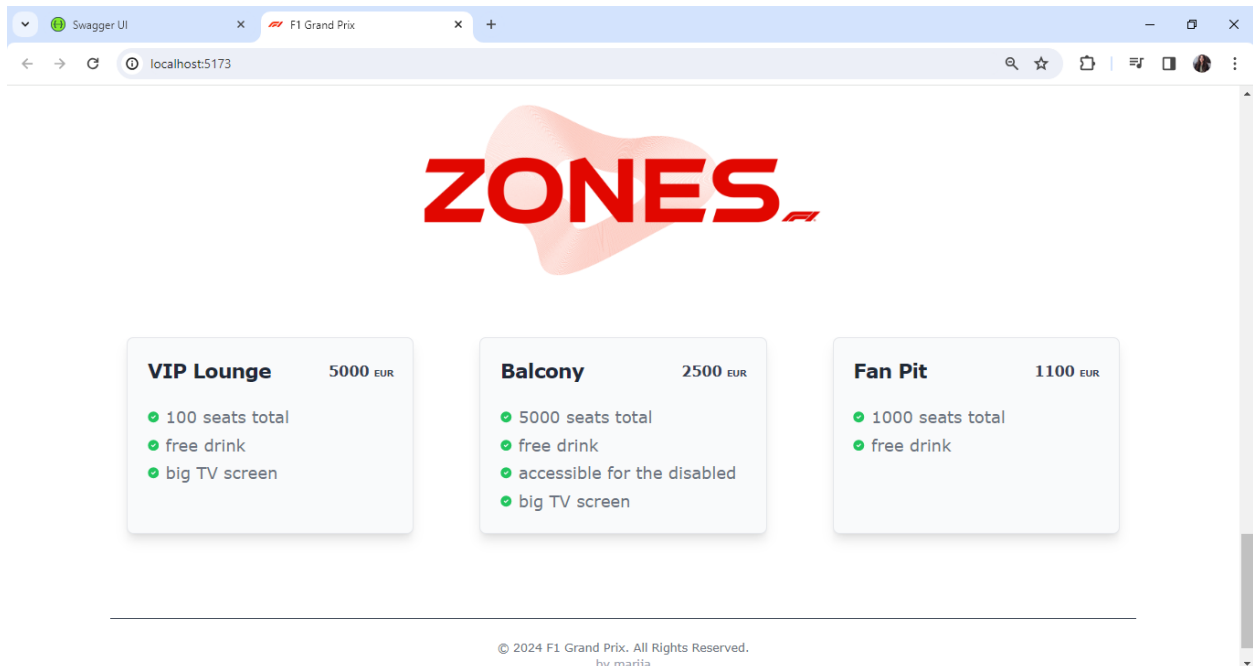 Swagger UI
F1 Grand Prix
localhost:5173
ZONES
VIP Lounge 5000 EUR
100 seats total
free drink
big TV screen
Balcony 2500 EUR
5000 seats total
free drink
accessible for the disabled
big TV screen
Fan Pit 1100 EUR
1000 seats total
free drink
© 2024 F1 Grand Prix. All Rights Reserved.
by marija